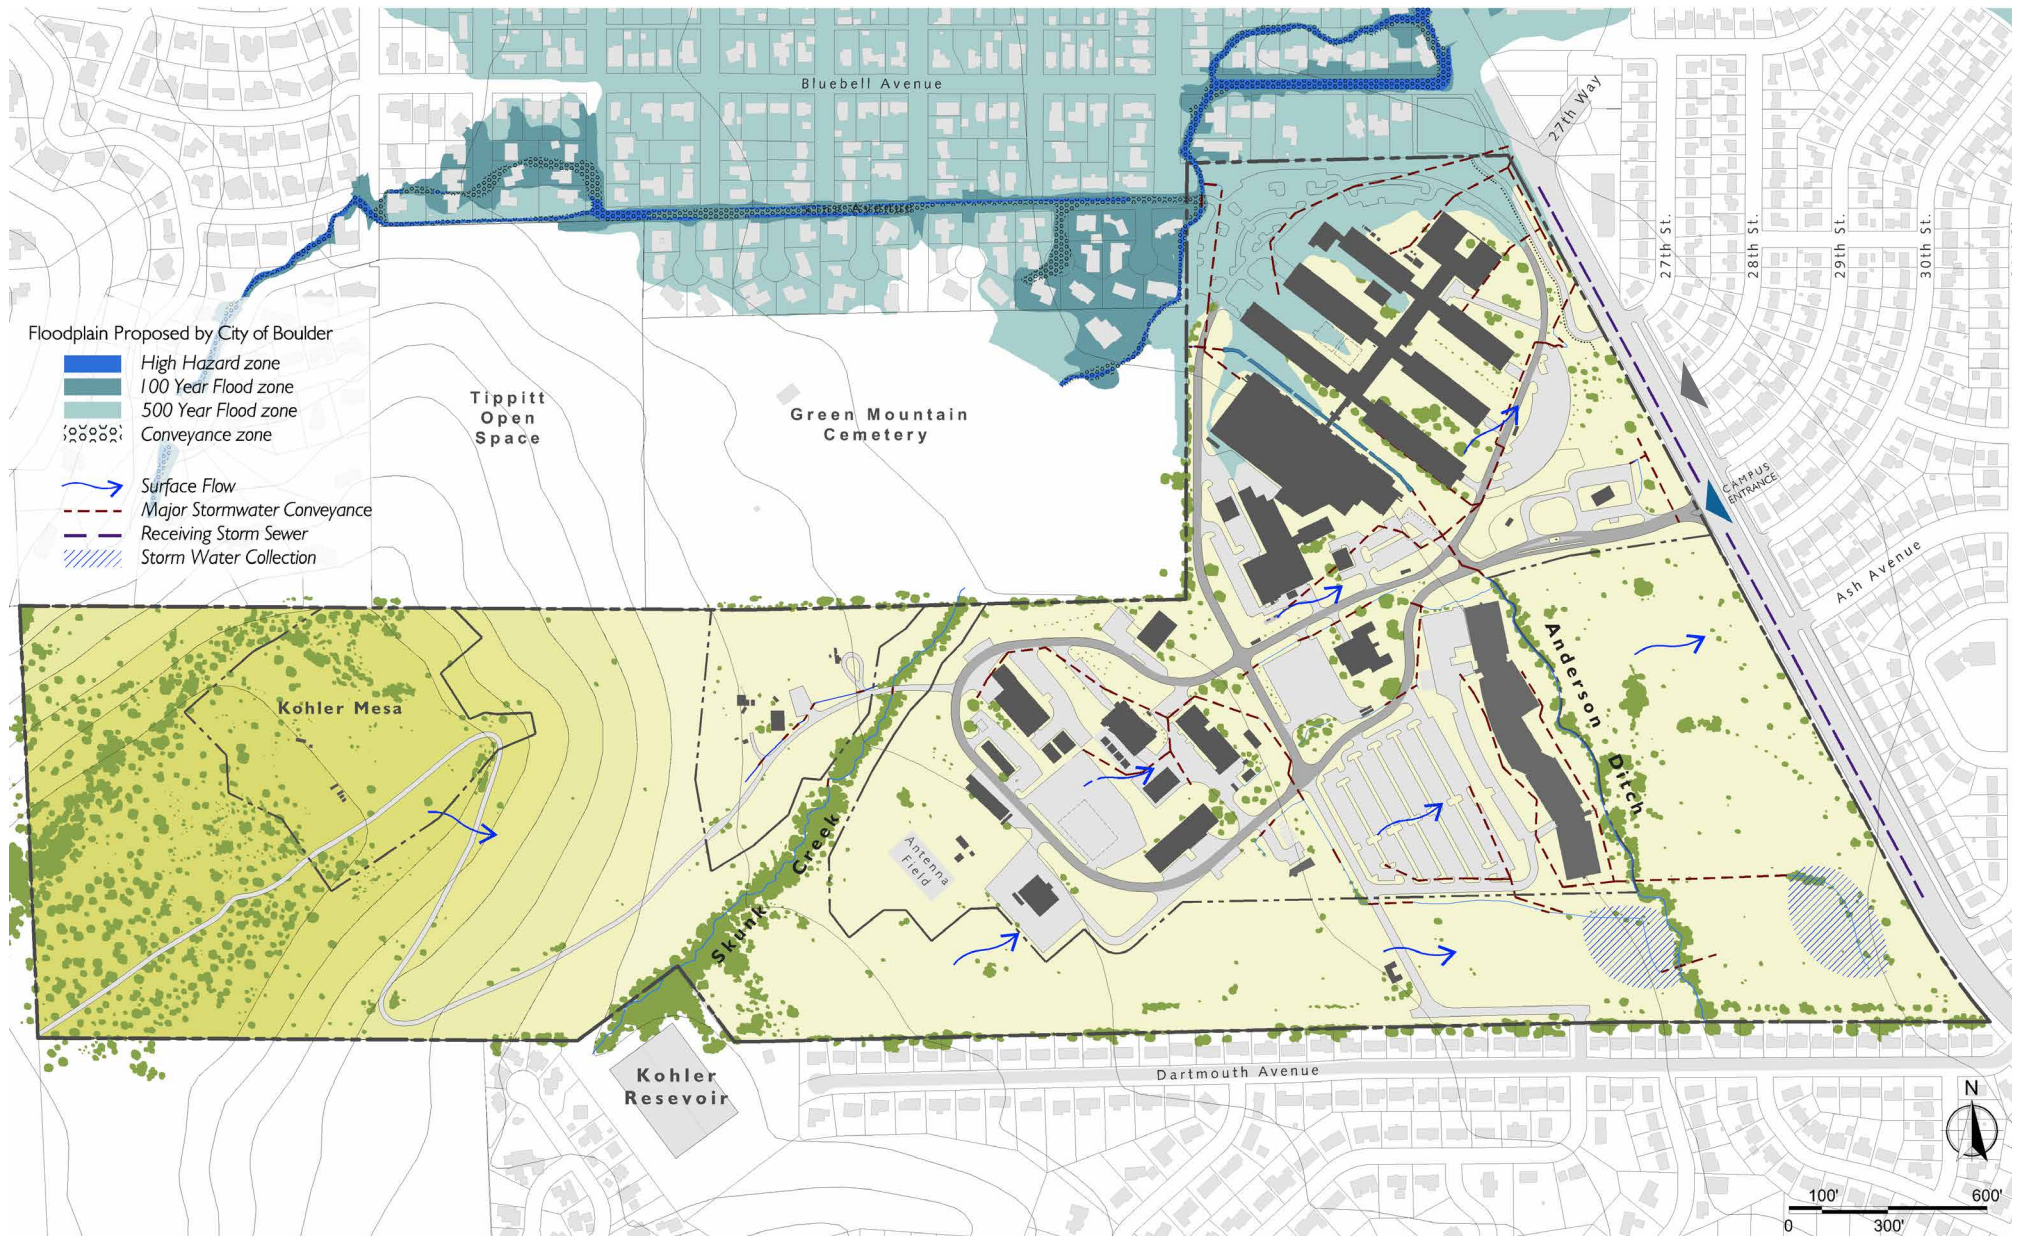 Bluebell Avenue
27th Way
27th St.
28th St.
29th St.
30th St.
Avenue
Floodplain Proposed by City of Boulder
High Hazard zone
100 Year Flood zone
500 Year Flood zone
Conveyance zone
Surface Flow
Major Stormwater Conveyance
Receiving Storm Sewer
Storm Water Collection
Tippitt
Open
Space
Green Mountain
Cemetery
CAMPUS
ENTRANCE
Ash Avenue
Anderson Ditch
Kohler Mesa
Skunk Creek
Antenna
Field
Kohler
Resevoir
Dartmouth Avenue
N
100'
600'
0
300'